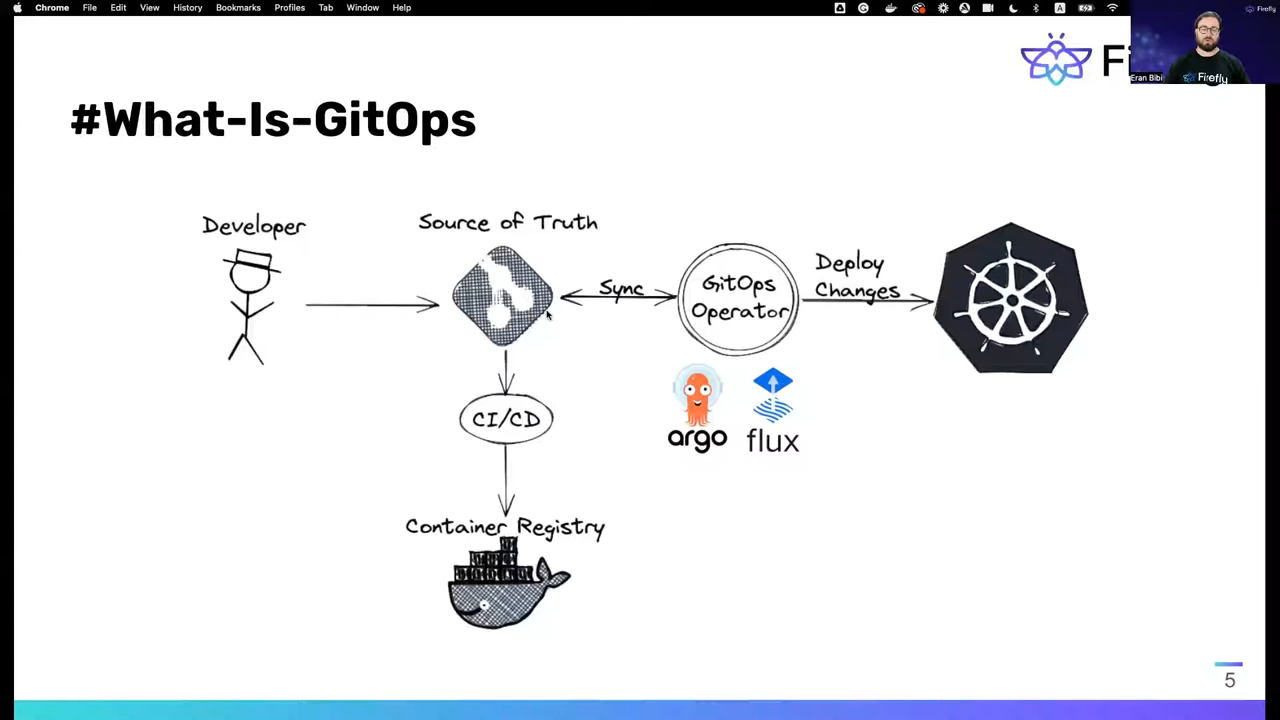 Chrome File Edit View History Bookmarks Profiles Tab Window Help
Firefly
Eran Bibi
Firefly
#What-Is-GitOps
Developer
Source of Truth
Sync
GitOps
Operator
Deploy
Changes
argo
flux
CI/CD
Container Registry
5